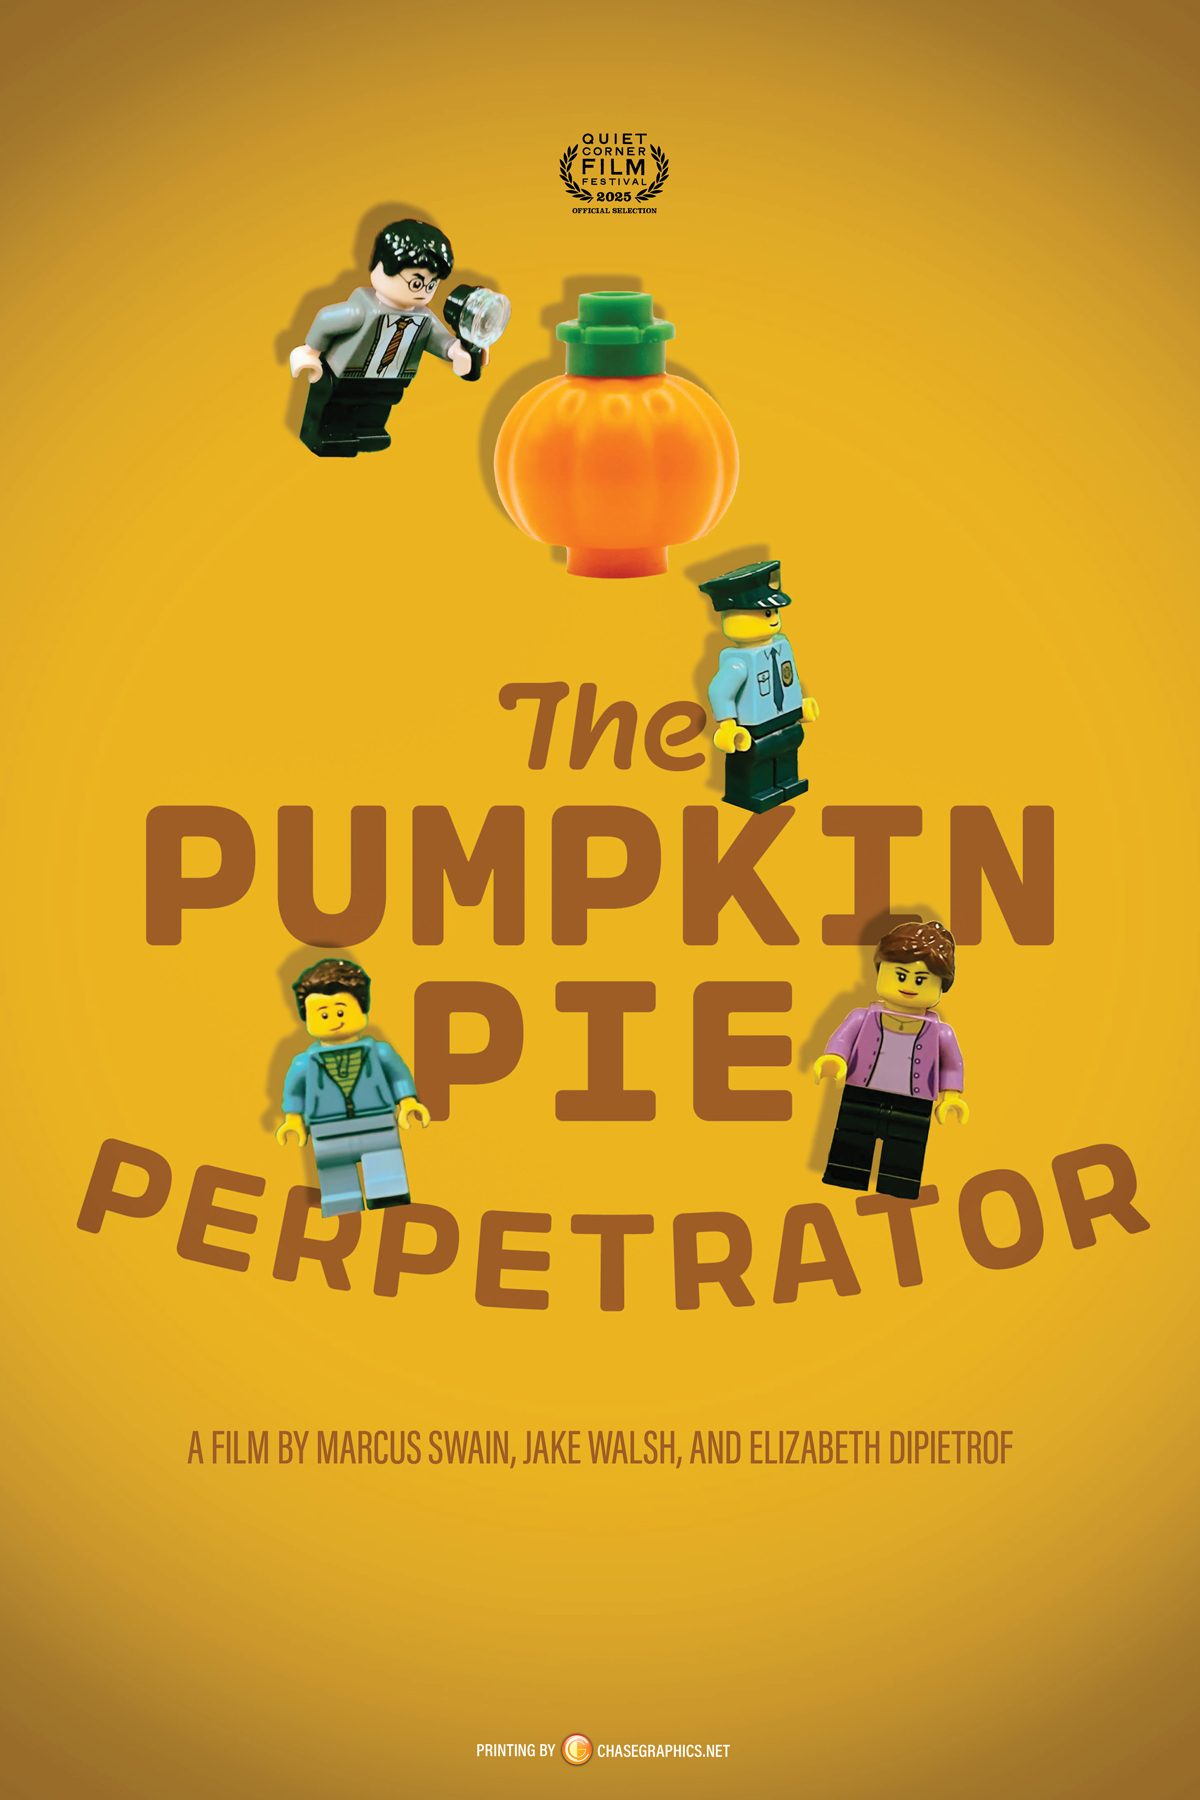 QUIET
CORNER
FILM
FESTIVAL
2025
OFFICIAL SELECTION
The
PUMPKIN
PIE
PERPETRATOR
A FILM BY MARCUS SWAIN, JAKE WALSH, AND ELIZABETH DIPIETROF
PRINTING BY CHASEGRAPHICS.NET